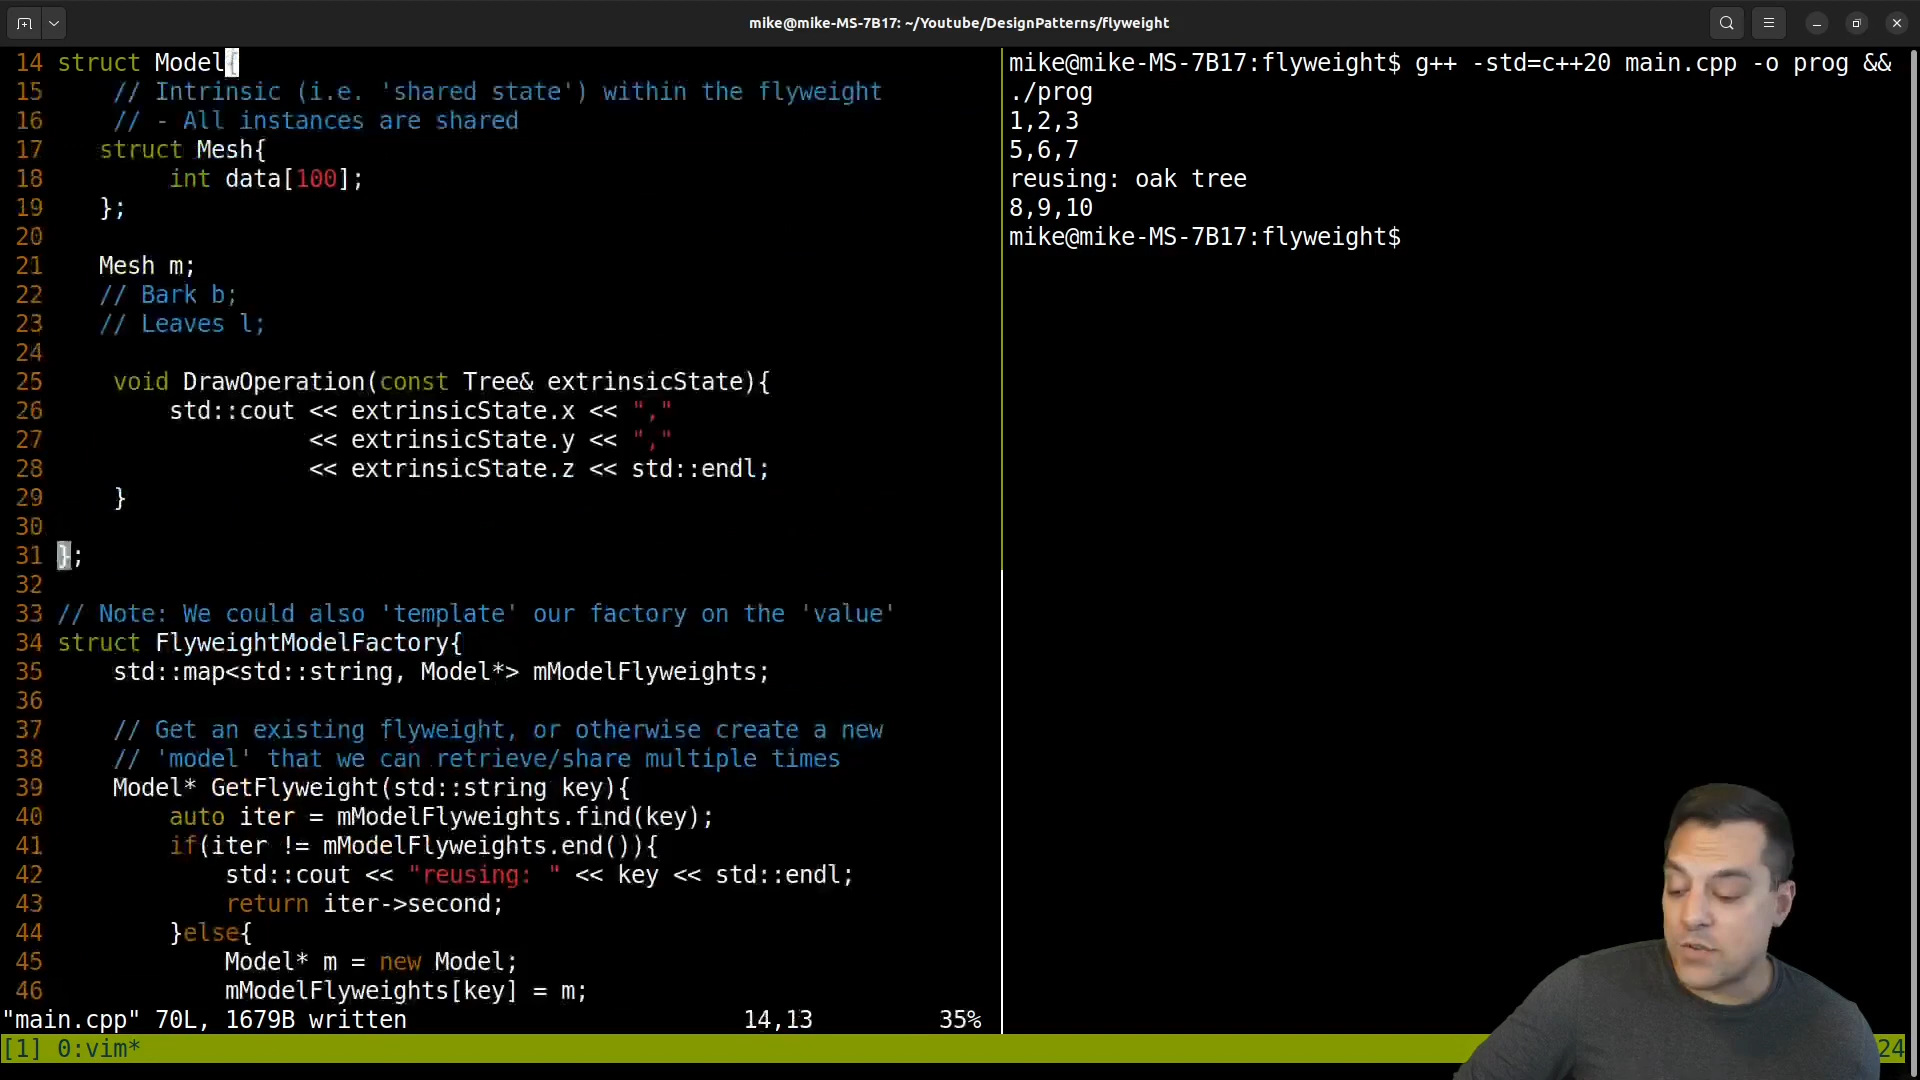 mike@mike-MS-7B17: ~/Youtube/DesignPatterns/flyweight
14 struct Model{
15     // Intrinsic (i.e. 'shared state') within the flyweight
16     // - All instances are shared
17    struct Mesh{
18         int data[100];
19    };
20
21    Mesh m;
22    // Bark b;
23    // Leaves l;
24
25     void DrawOperation(const Tree& extrinsicState){
26         std::cout << extrinsicState.x << ","
27                   << extrinsicState.y << ","
28                   << extrinsicState.z << std::endl;
29     }
30
31 };
32
33 // Note: We could also 'template' our factory on the 'value'
34 struct FlyweightModelFactory{
35     std::map<std::string, Model*> mModelFlyweights;
36
37     // Get an existing flyweight, or otherwise create a new
38     // 'model' that we can retrieve/share multiple times
39     Model* GetFlyweight(std::string key){
40         auto iter = mModelFlyweights.find(key);
41         if(iter != mModelFlyweights.end()){
42             std::cout << "reusing: " << key << std::endl;
43             return iter->second;
44         }else{
45             Model* m = new Model;
46             mModelFlyweights[key] = m;
"main.cpp" 70L, 1679B written 14,13 35%
[1] 0:vim*
mike@mike-MS-7B17:flyweight$ g++ -std=c++20 main.cpp -o prog &&
./prog
1,2,3
5,6,7
reusing: oak tree
8,9,10
mike@mike-MS-7B17:flyweight$
24